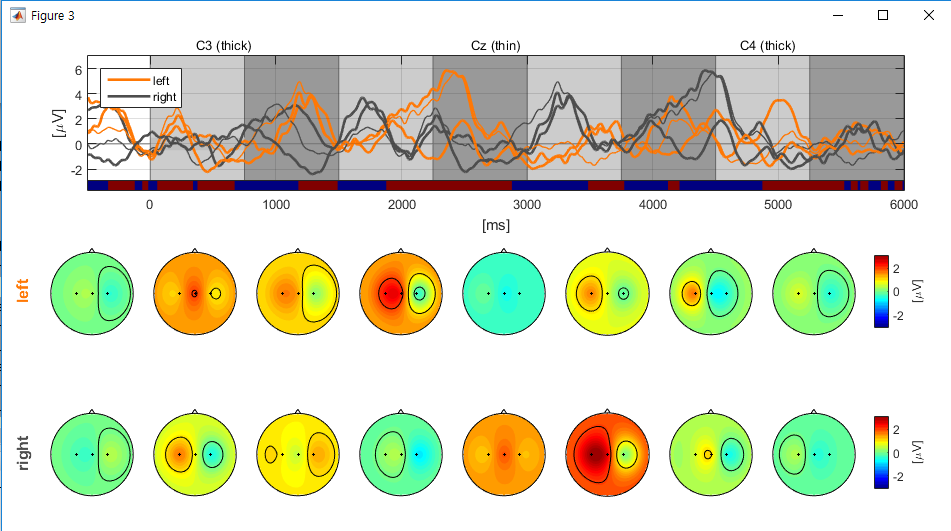 Figure 3
C3 (thick) Cz (thin) C4 (thick)
6
4
2
0
-2
[μV]
left
right
0 1000 2000 3000 4000 5000 6000
[ms]
left
2
0
-2
[μV]
right
2
0
-2
[μV]